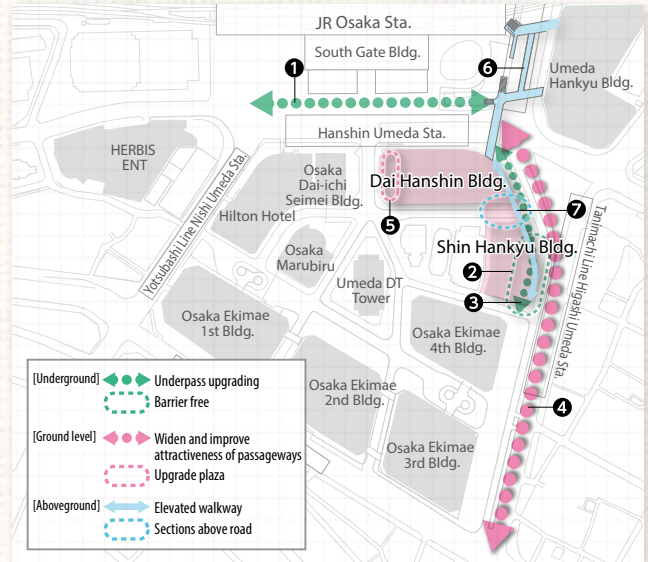 JR Osaka Sta.
South Gate Bldg.
1
6
Umeda
Hankyu Bldg.
Hanshin Umeda Sta.
HERBIS
ENT
Yotsubashi Line Nishi Umeda Sta.
Osaka
Dai-ichi
Seimei Bldg.
Hilton Hotel
Dai Hanshin Bldg.
5
7
Tanimachi Line Higashi Umeda Sta.
Osaka
Marubiru
Umeda DT
Tower
Shin Hankyu Bldg.
2
3
Osaka Ekimae
1st Bldg.
Osaka Ekimae
4th Bldg.
Osaka Ekimae
2nd Bldg.
4
Osaka Ekimae
3rd Bldg.
[Underground] Underpass upgrading
Barrier free
[Ground level] Widen and improve
attractiveness of passageways
Upgrade plaza
[Aboveground] Elevated walkway
Sections above road